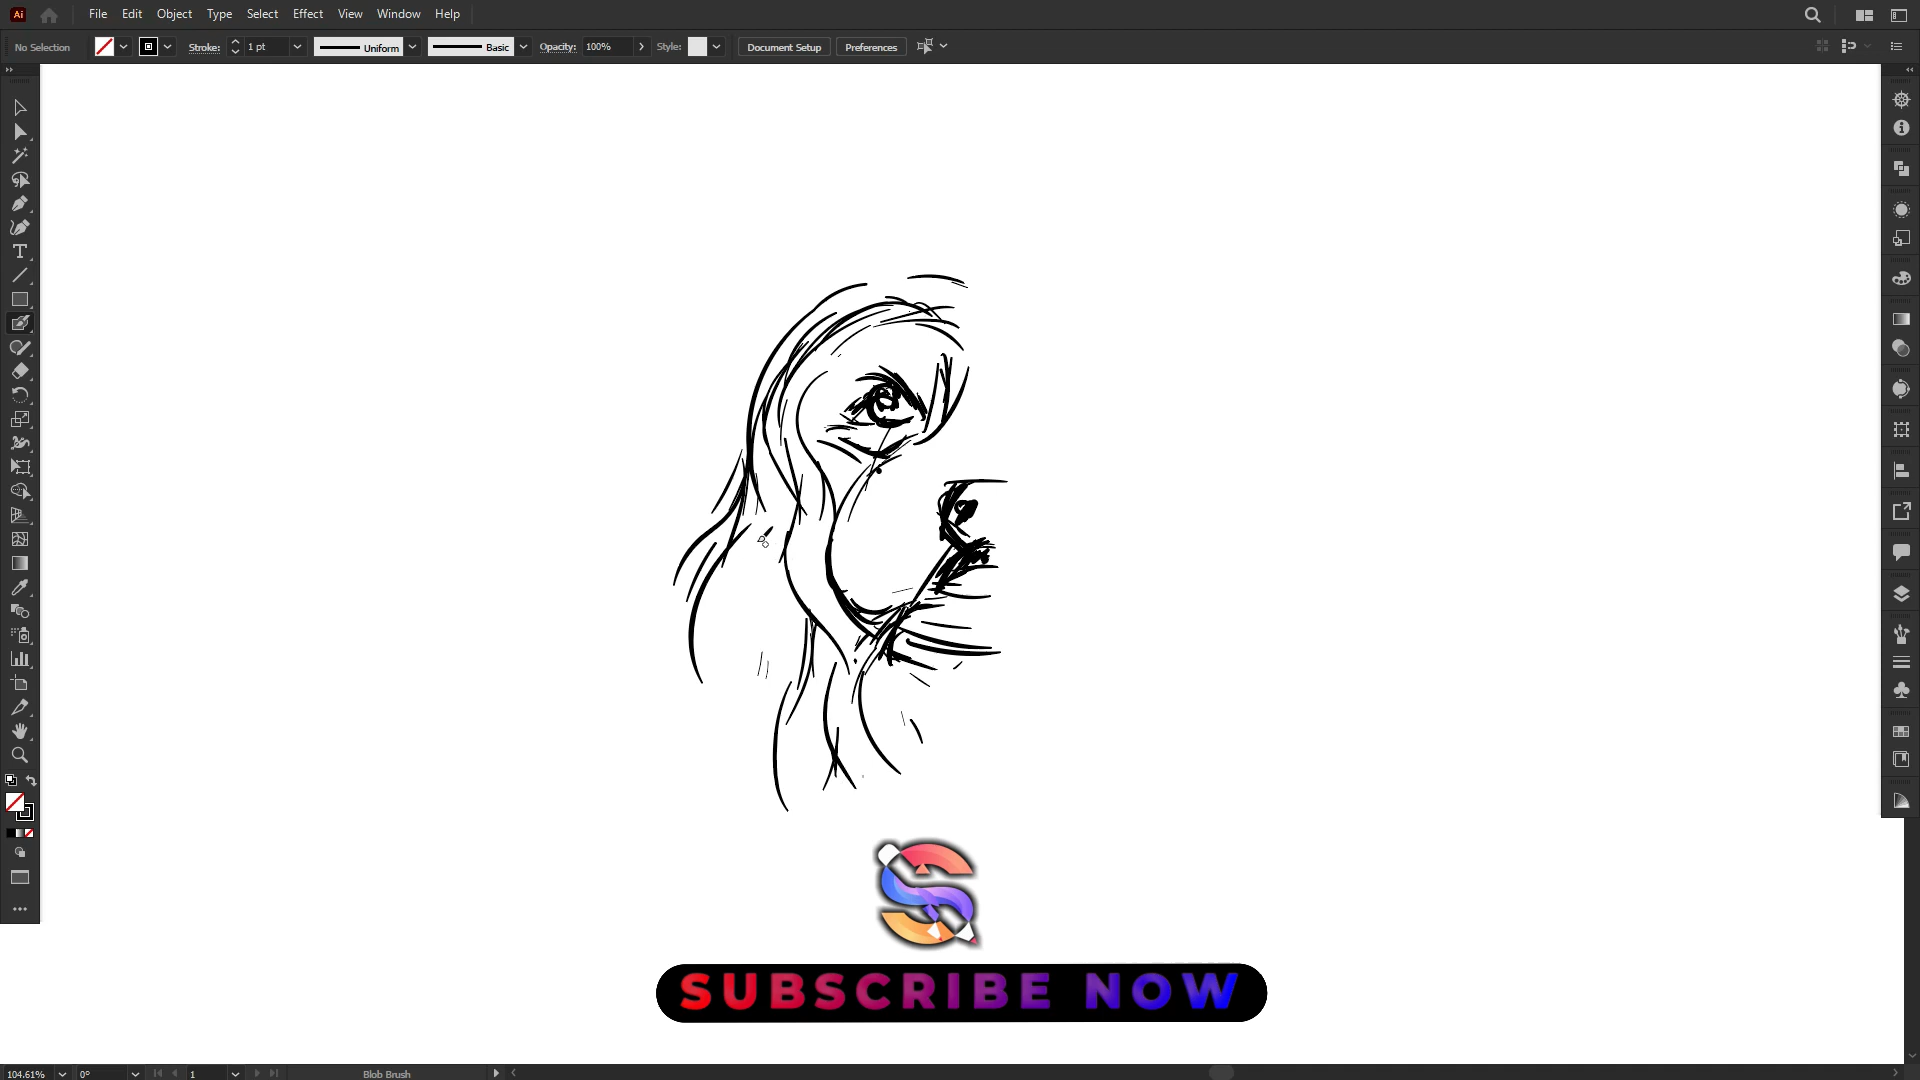 Ai File Edit Object Type Select Effect View Window Help
No Selection Stroke: 1 pt Uniform Basic Opacity: 100% Style: Document Setup Preferences
SUBSCRIBE NOW
104.61% 0° 1 Blob Brush